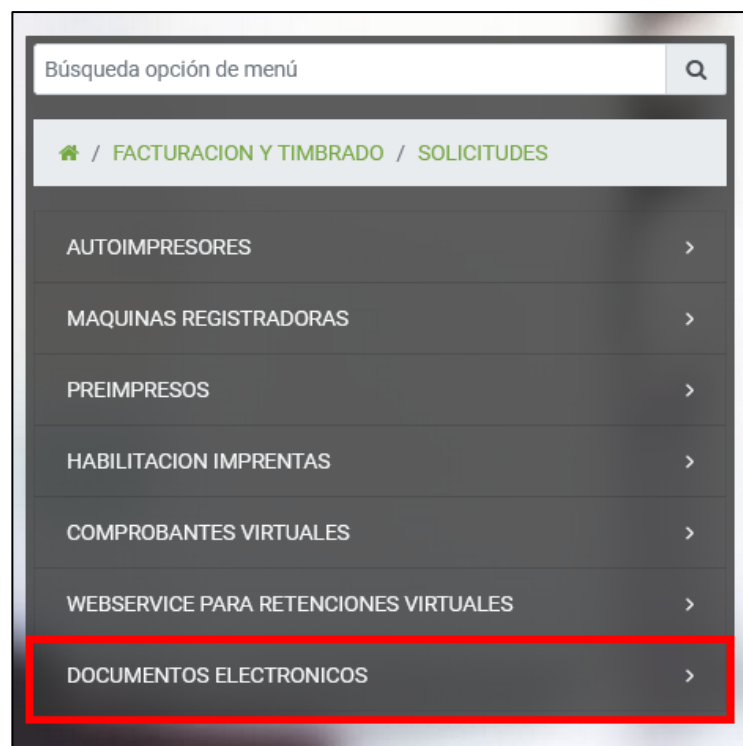 Búsqueda opción de menú
/ FACTURACION Y TIMBRADO / SOLICITUDES
AUTOIMPRESORES
MAQUINAS REGISTRADORAS
PREIMPRESOS
HABILITACION IMPRENTAS
COMPROBANTES VIRTUALES
WEBSERVICE PARA RETENCIONES VIRTUALES
DOCUMENTOS ELECTRONICOS